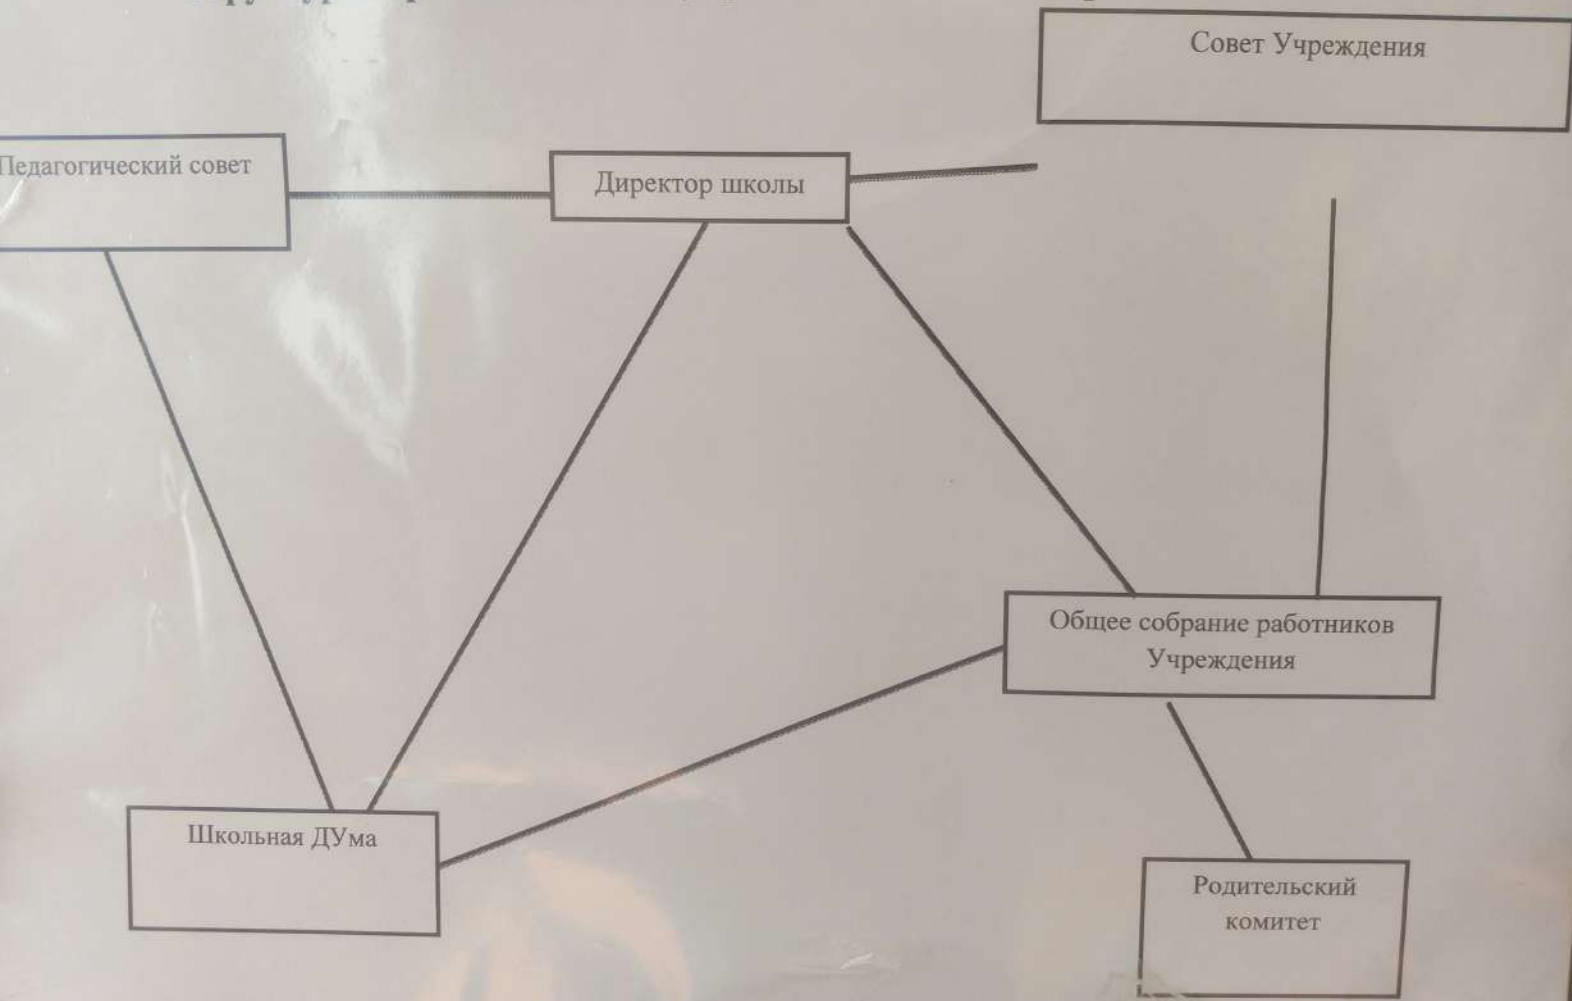 Совет Учреждения
Педагогический совет
Директор школы
Общее собрание работников
Учреждения
Школьная ДУма
Родительский
комитет